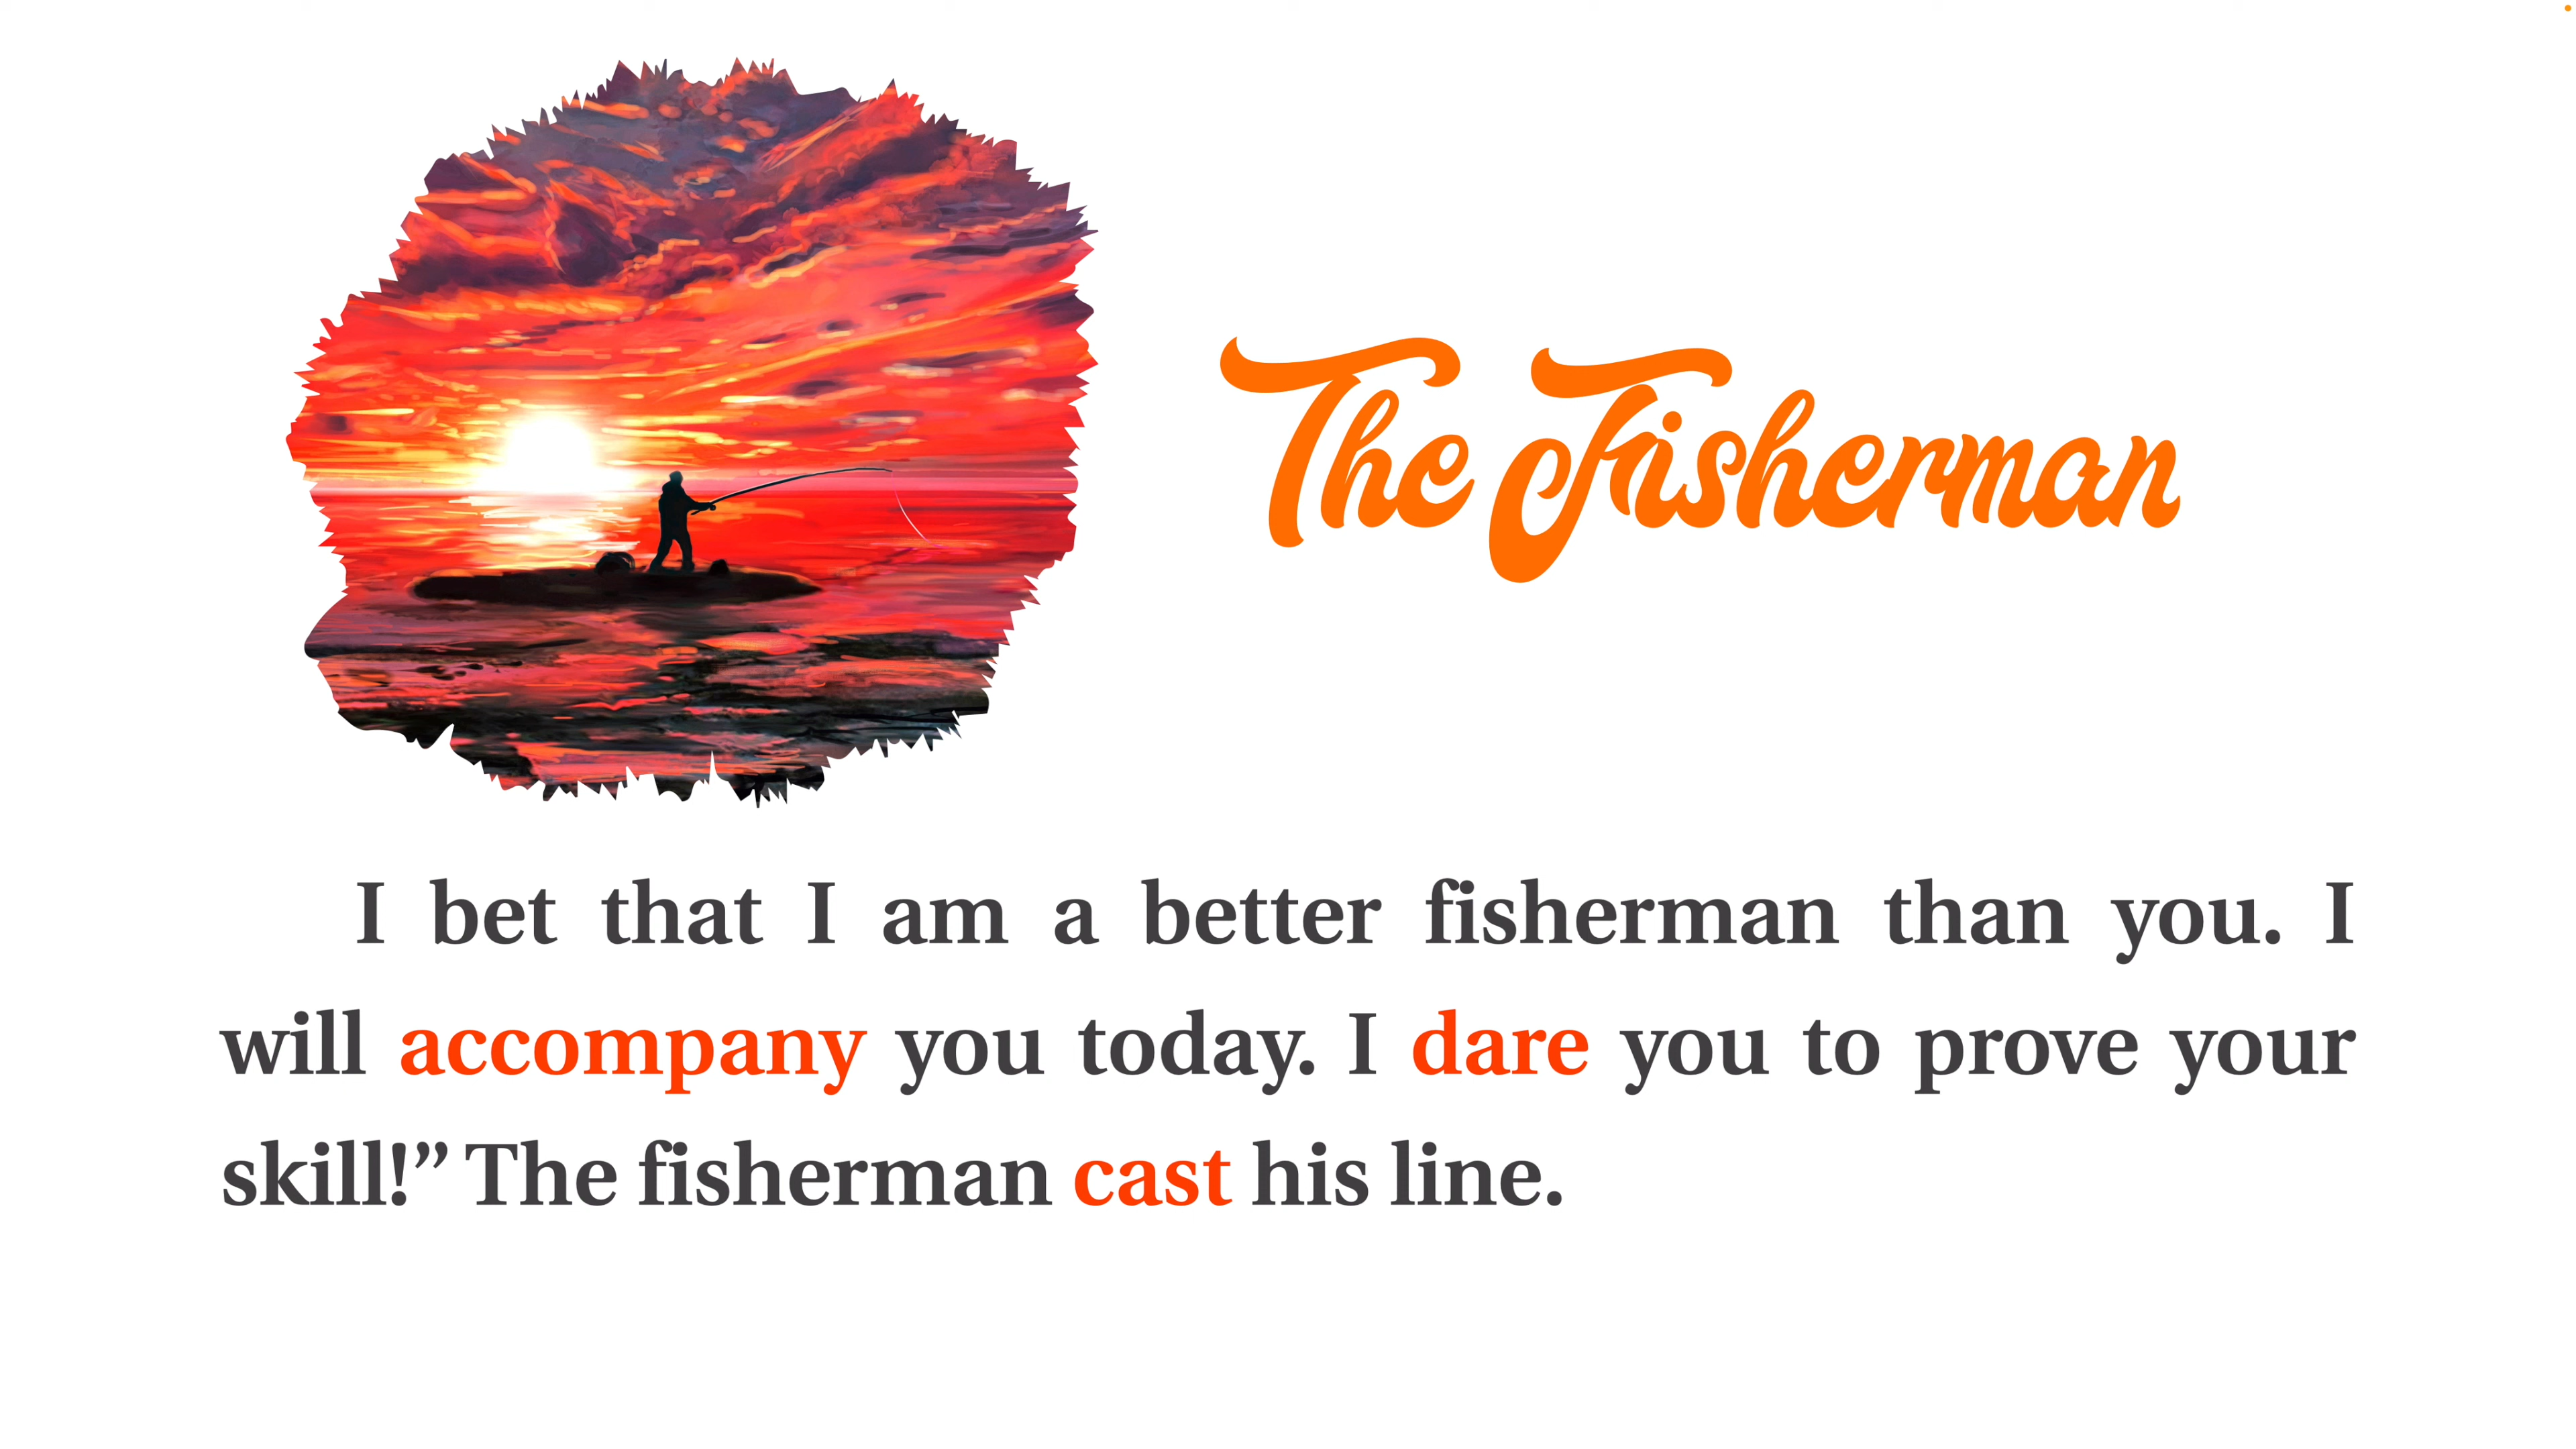 The Fisherman
I bet that I am a better fisherman than you. I
will accompany you today. I dare you to prove your
skill!” The fisherman cast his line.